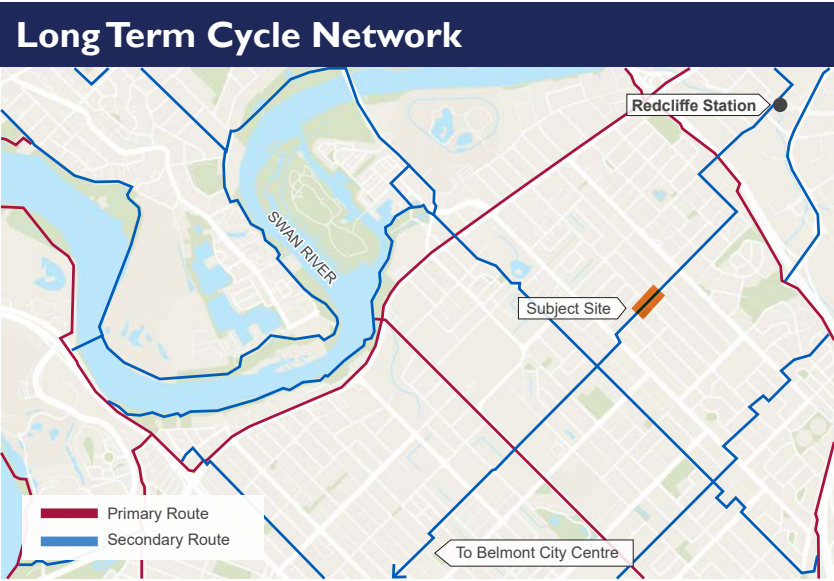 Long Term Cycle Network
Redcliffe Station
SWAN RIVER
Subject Site
Primary Route
Secondary Route
To Belmont City Centre